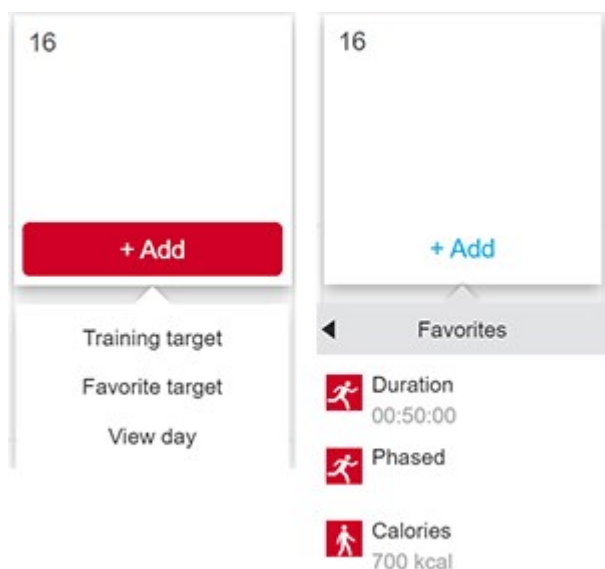 16
+ Add
Training target
Favorite target
View day
16
+ Add
Favorites
Duration
00:50:00
Phased
Calories
700 kcal